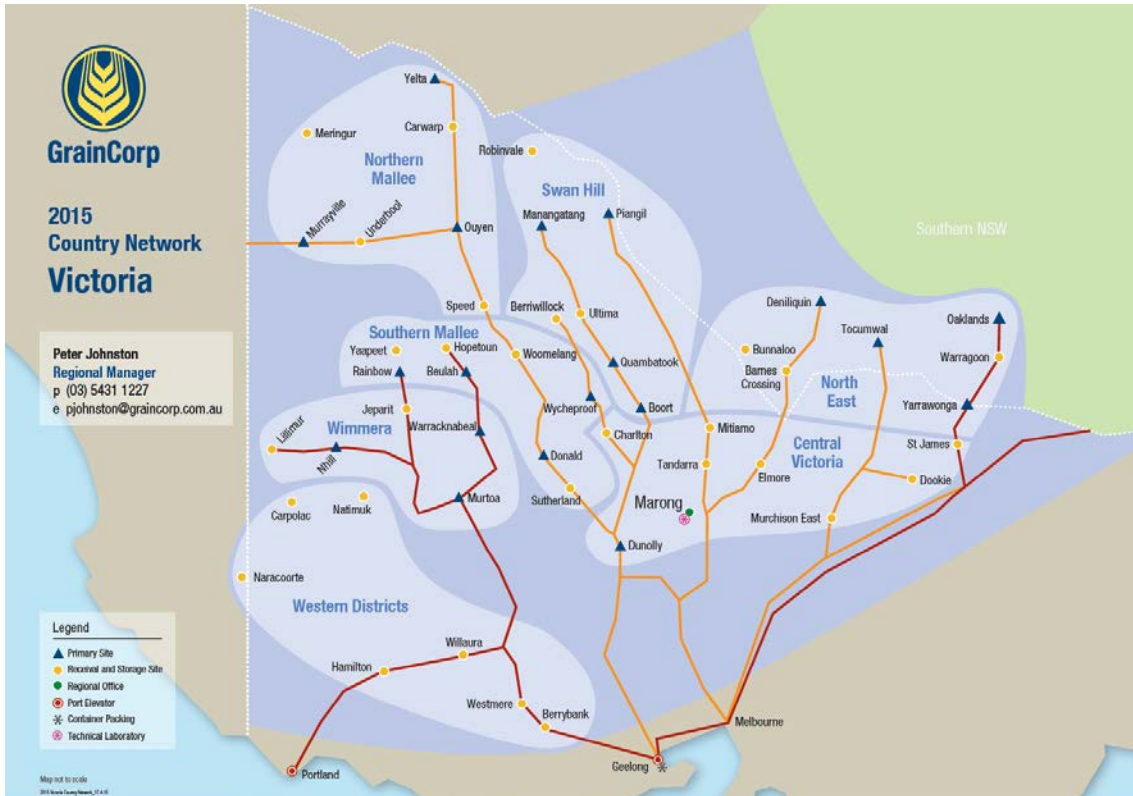 GrainCorp
2015
Country Network
Victoria
Peter Johnston
Regional Manager
p (03) 5431 1227
e pjohnston@graincorp.com.au
Yelta
Meringur
Carwarp
Northern
Mallee
Robinvale
Swan Hill
Murrayville
Underbool
Ouyen
Manangatang
Piangil
Southern NSW
Speed
Berriwillock
Ultima
Deniliquin
Tocumwal
Oaklands
Southern Mallee
Yaapeet
Hopetoun
Woomelang
Quambatook
Bunnaloo
Barnes
Crossing
Warragoon
Rainbow
Beulah
North
East
Jeparit
Wycheproof
Boort
Yarrawonga
Wimmera
Warracknabeal
Charlton
Mitiamo
Central
Victoria
St James
Lillimur
Nhill
Donald
Tandarra
Elmore
Dookie
Carpolac
Natimuk
Murtoa
Sutherland
Marong
Murchison East
Dunolly
Naracoorte
Western Districts
Willaura
Hamilton
Westmere
Berrybank
Melbourne
Geelong
Portland
Legend
Primary Site
Receival and Storage Site
Regional Office
Port Elevator
Container Packing
Technical Laboratory
Map not to scale